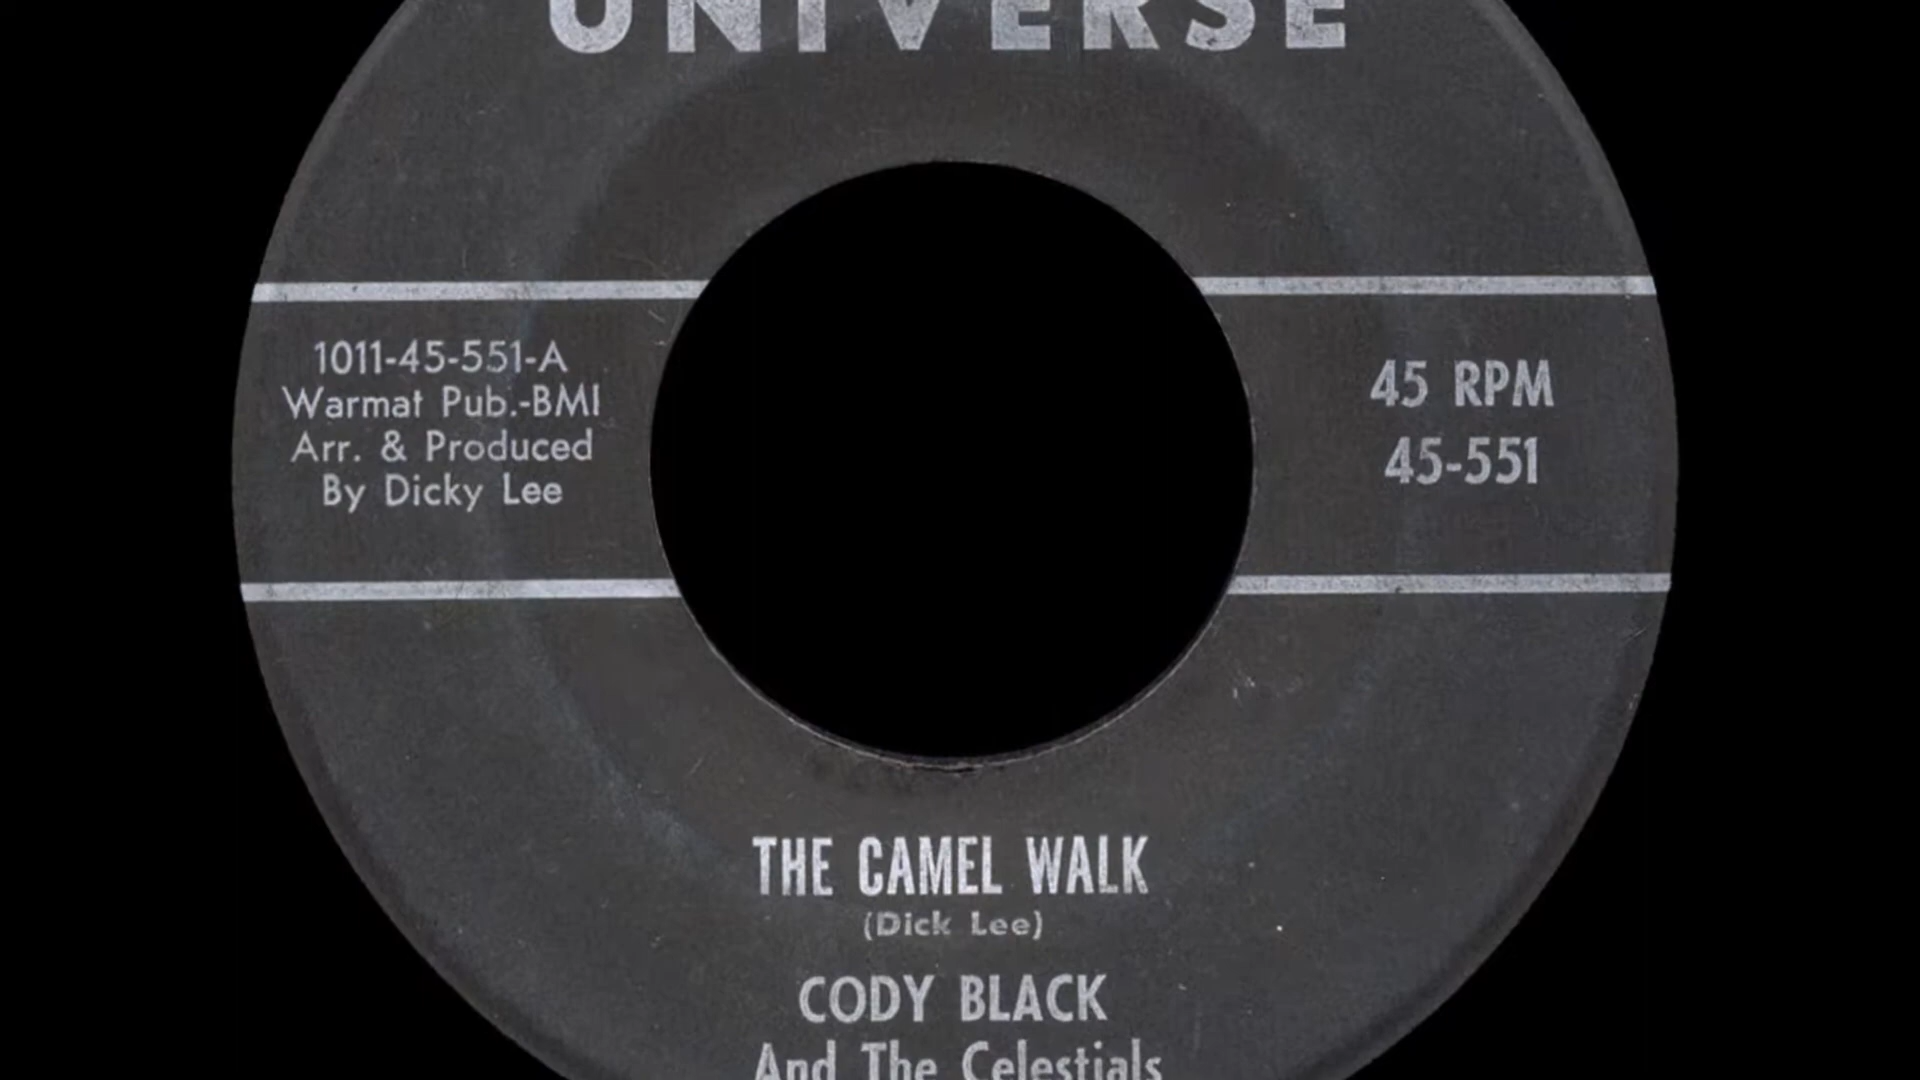 UNIVERSE
1011-45-551-A
Warmat Pub.-BMI
Arr. & Produced
By Dicky Lee
45 RPM
45-551
THE CAMEL WALK
(Dick Lee)
CODY BLACK
And The Celestials